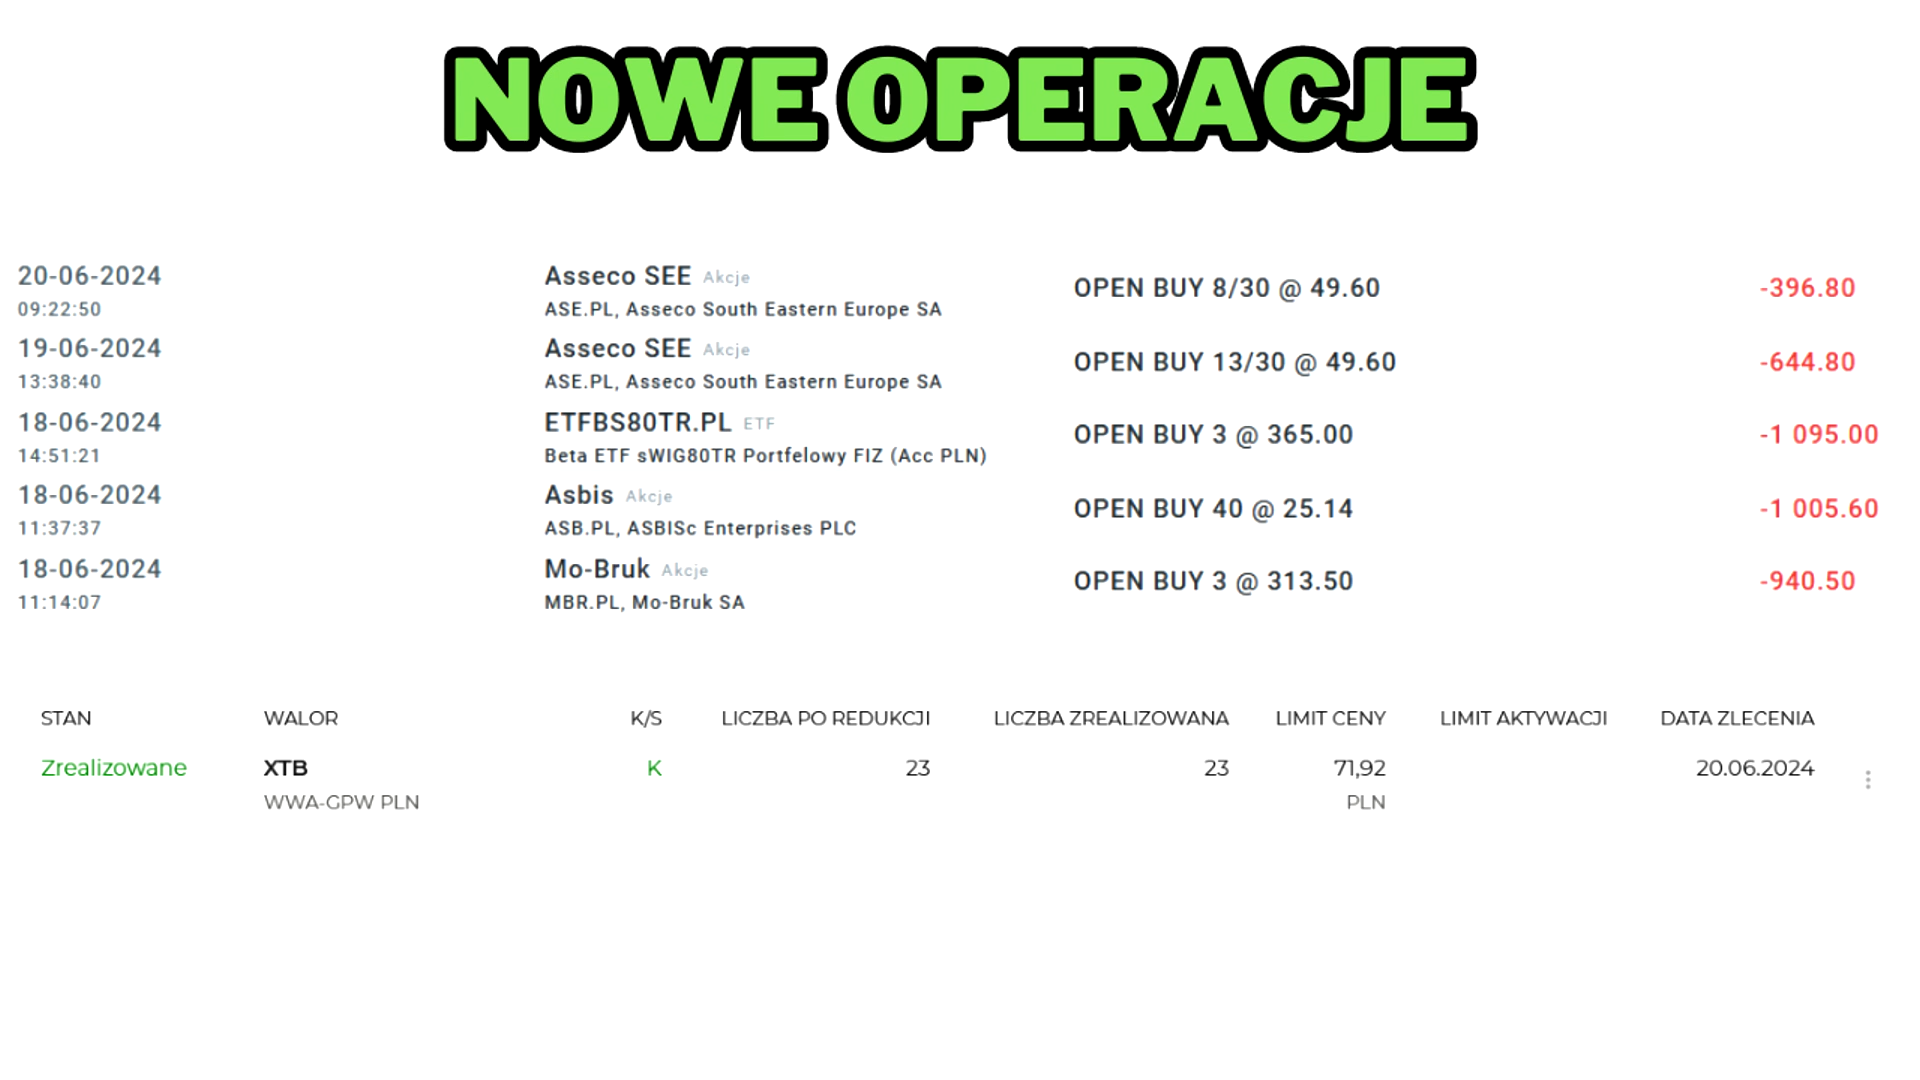 NOWE OPERACJE
20-06-2024 Asseco SEE Akcje OPEN BUY 8/30 @ 49.60 -396.80
09:22:50 ASE.PL, Asseco South Eastern Europe SA
19-06-2024 Asseco SEE Akcje OPEN BUY 13/30 @ 49.60 -644.80
13:38:40 ASE.PL, Asseco South Eastern Europe SA
18-06-2024 ETFBS80TR.PL ETF OPEN BUY 3 @ 365.00 -1 095.00
14:51:21 Beta ETF sWIG80TR Portfelowy FIZ (Acc PLN)
18-06-2024 Asbis Akcje OPEN BUY 40 @ 25.14 -1 005.60
11:37:37 ASB.PL, ASBISc Enterprises PLC
18-06-2024 Mo-Bruk Akcje OPEN BUY 3 @ 313.50 -940.50
11:14:07 MBR.PL, Mo-Bruk SA
STAN WALOR K/S LICZBA PO REDUKCJI LICZBA ZREALIZOWANA LIMIT CENY LIMIT AKTYWACJI DATA ZLECENIA
Zrealizowane XTB K 23 23 71,92 20.06.2024
WWA-GPW PLN PLN